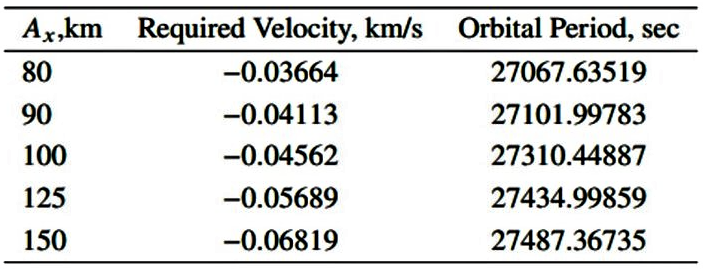 Ax,km Required Velocity, km/s Orbital Period, sec
80 −0.03664 27067.63519
90 −0.04113 27101.99783
100 −0.04562 27310.44887
125 −0.05689 27434.99859
150 −0.06819 27487.36735